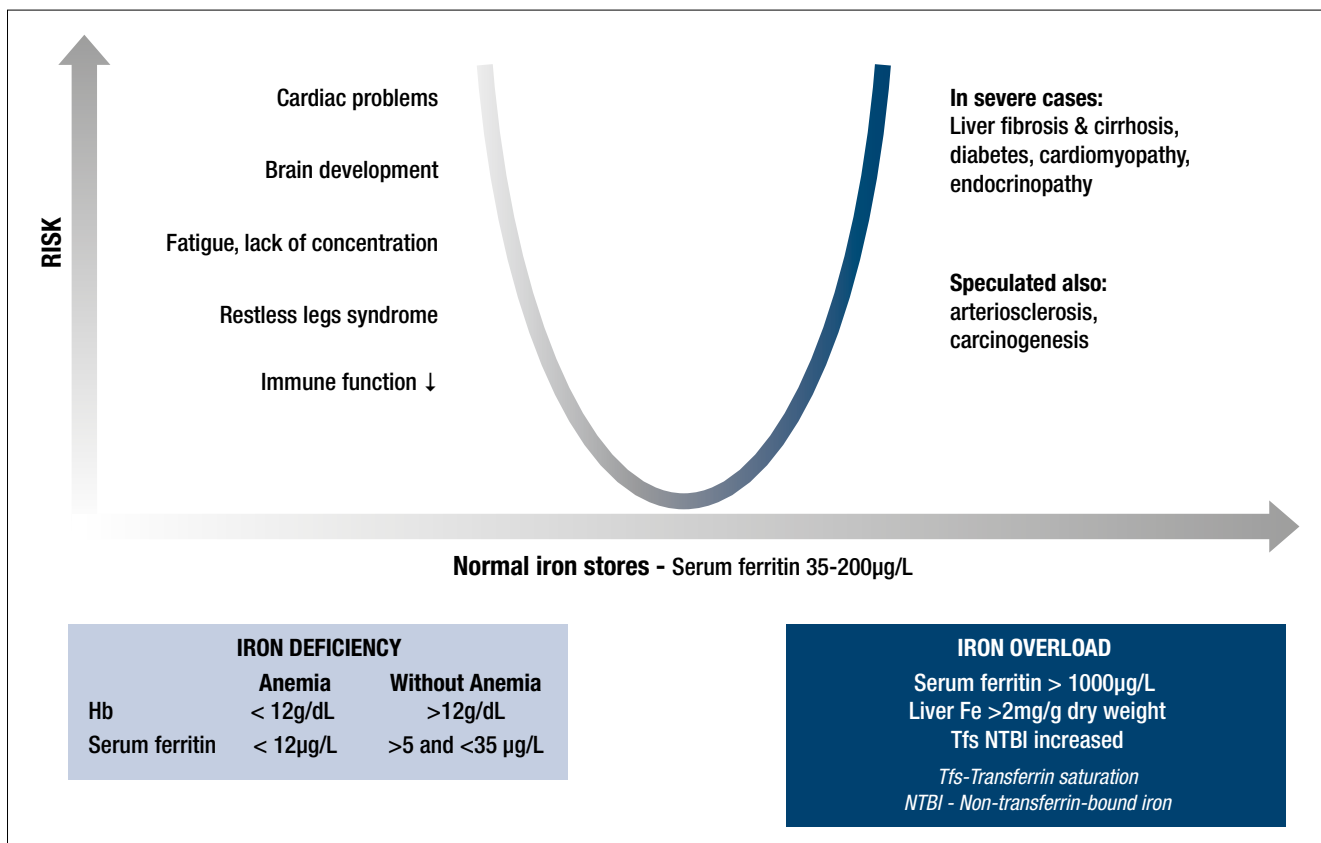 RISK
Cardiac problems
Brain development
Fatigue, lack of concentration
Restless legs syndrome
Immune function ↓
In severe cases:
Liver fibrosis & cirrhosis,
diabetes, cardiomyopathy,
endocrinopathy
Speculated also:
arteriosclerosis,
carcinogenesis
Normal iron stores - Serum ferritin 35-200µg/L
IRON DEFICIENCY
Anemia Without Anemia
Hb < 12g/dL >12g/dL
Serum ferritin < 12µg/L >5 and <35 µg/L
IRON OVERLOAD
Serum ferritin > 1000µg/L
Liver Fe >2mg/g dry weight
Tfs NTBI increased
Tfs-Transferrin saturation
NTBI - Non-transferrin-bound iron